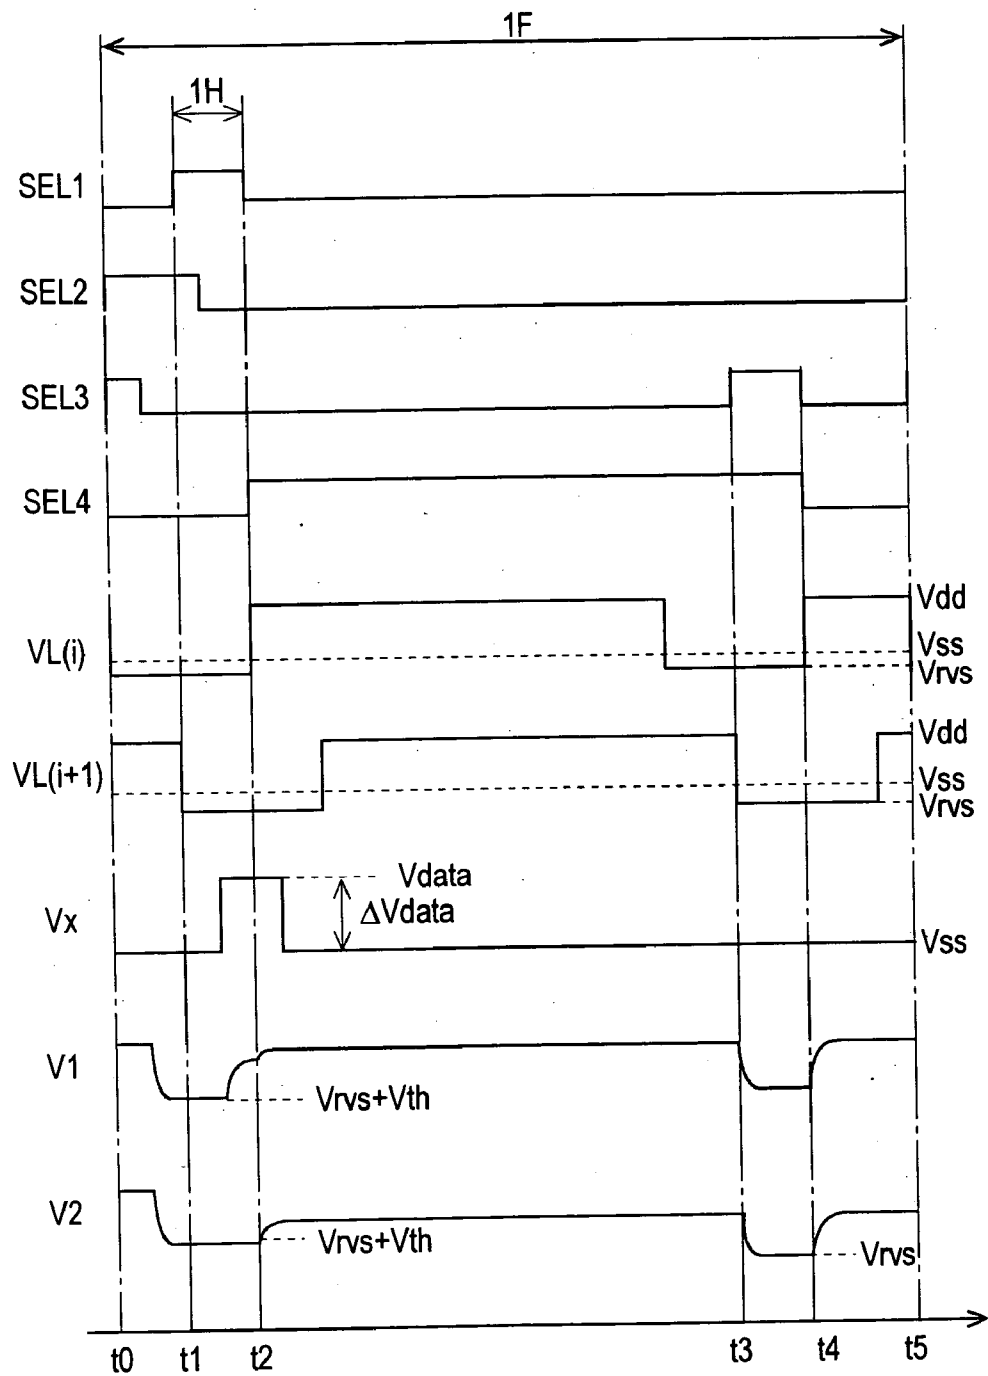 1F
1H
SEL1
SEL2
SEL3
SEL4
Vdd
VL(i)
Vss
Vrvs
Vdd
VL(i+1)
Vss
Vrvs
Vdata
ΔVdata
Vx
Vss
V1
Vrvs+Vth
V2
Vrvs+Vth
Vrvs
t0 t1 t2 t3 t4 t5